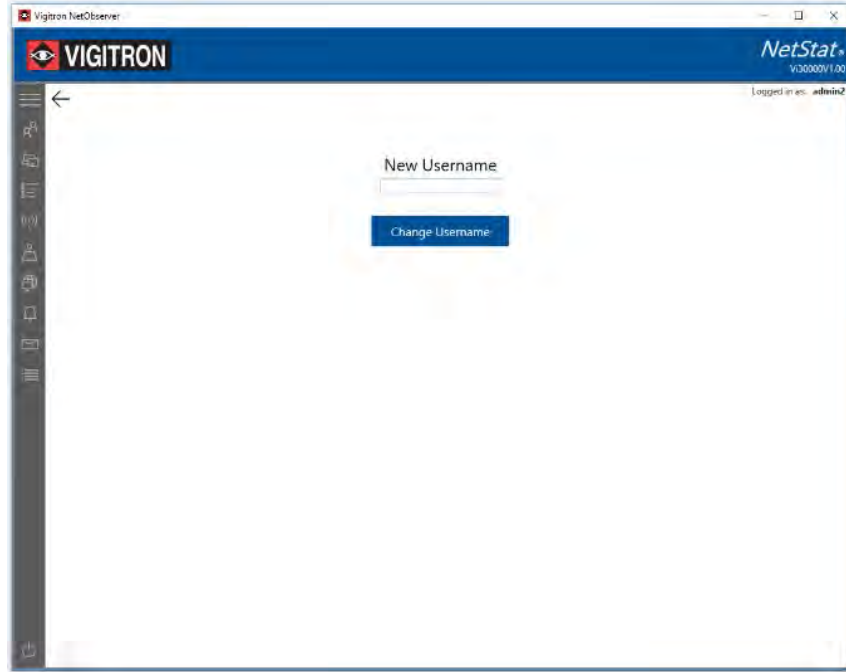 Vigitron NetObserver
VIGITRON
NetStat
Vi30000V1.00
Logged in as: admin2
New Username
Change Username